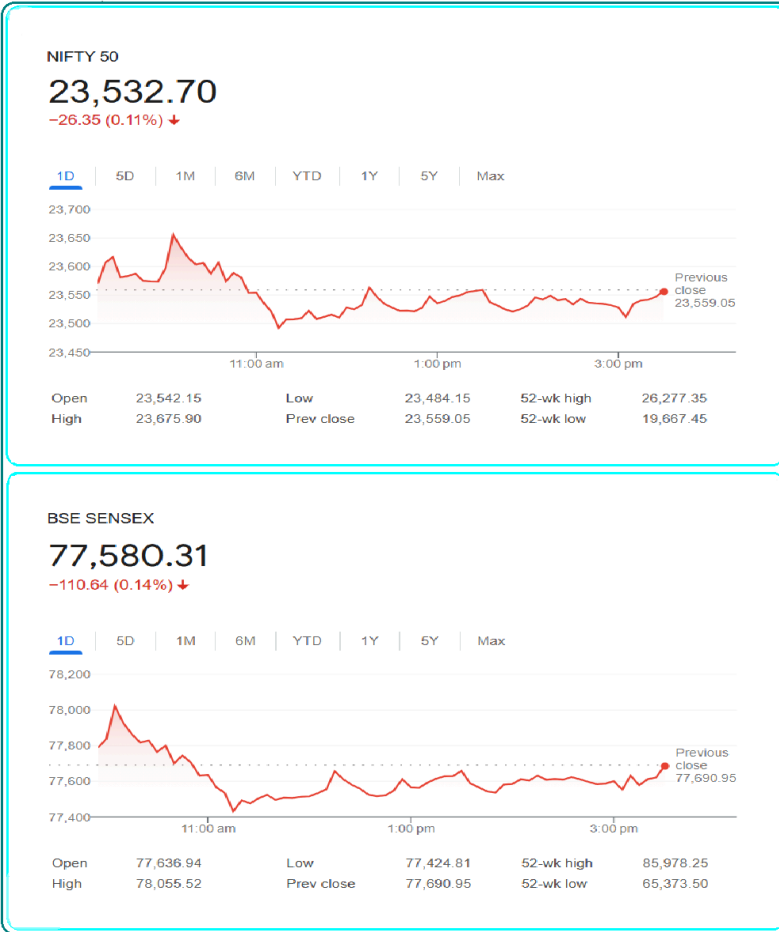 NIFTY 50
23,532.70
−26.35 (0.11%) ↓
1D 5D 1M 6M YTD 1Y 5Y Max
23,700
23,650
23,600
23,550
23,500
23,450
Previous
close
23,559.05
11:00 am 1:00 pm 3:00 pm
Open 23,542.15 Low 23,484.15 52-wk high 26,277.35
High 23,675.90 Prev close 23,559.05 52-wk low 19,667.45
BSE SENSEX
77,580.31
−110.64 (0.14%) ↓
1D 5D 1M 6M YTD 1Y 5Y Max
78,200
78,000
77,800
77,600
77,400
Previous
close
77,690.95
11:00 am 1:00 pm 3:00 pm
Open 77,636.94 Low 77,424.81 52-wk high 85,978.25
High 78,055.52 Prev close 77,690.95 52-wk low 65,373.50